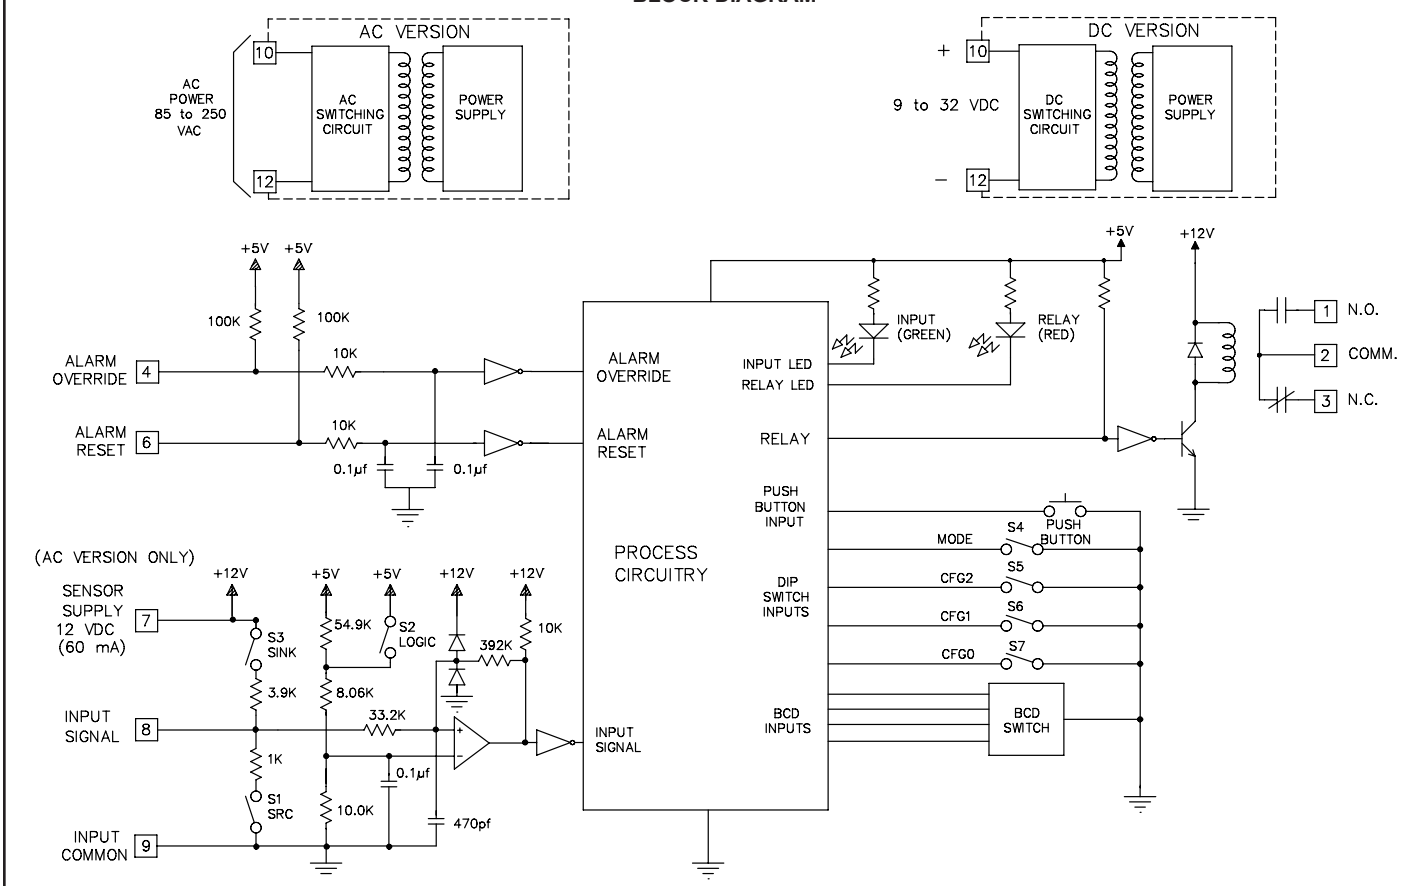 BLOCK DIAGRAM
AC VERSION
10
12
AC
POWER
85 to 250
VAC
AC
SWITCHING
CIRCUIT
POWER
SUPPLY
DC VERSION
+
10
9 to 32 VDC
−
12
DC
SWITCHING
CIRCUIT
POWER
SUPPLY
+5V
+5V
100K
100K
ALARM
OVERRIDE
4
10K
ALARM
RESET
6
10K
0.1µf
0.1µf
ALARM
OVERRIDE
ALARM
RESET
PROCESS
CIRCUITRY
INPUT
SIGNAL
INPUT LED
RELAY LED
RELAY
PUSH
BUTTON
INPUT
DIP
SWITCH
INPUTS
BCD
INPUTS
+5V
+12V
INPUT
(GREEN)
RELAY
(RED)
1
N.O.
2
COMM.
3
N.C.
PUSH
BUTTON
MODE
S4
CFG2
S5
CFG1
S6
CFG0
S7
BCD
SWITCH
(AC VERSION ONLY)
SENSOR
SUPPLY
12 VDC
(60 mA)
7
+12V
+5V
+5V
+12V
+12V
S3
SINK
54.9K
S2
LOGIC
392K
10K
3.9K
8.06K
INPUT
SIGNAL
8
33.2K
+
−
1K
0.1µf
S1
SRC
10.0K
470pf
INPUT
COMMON
9